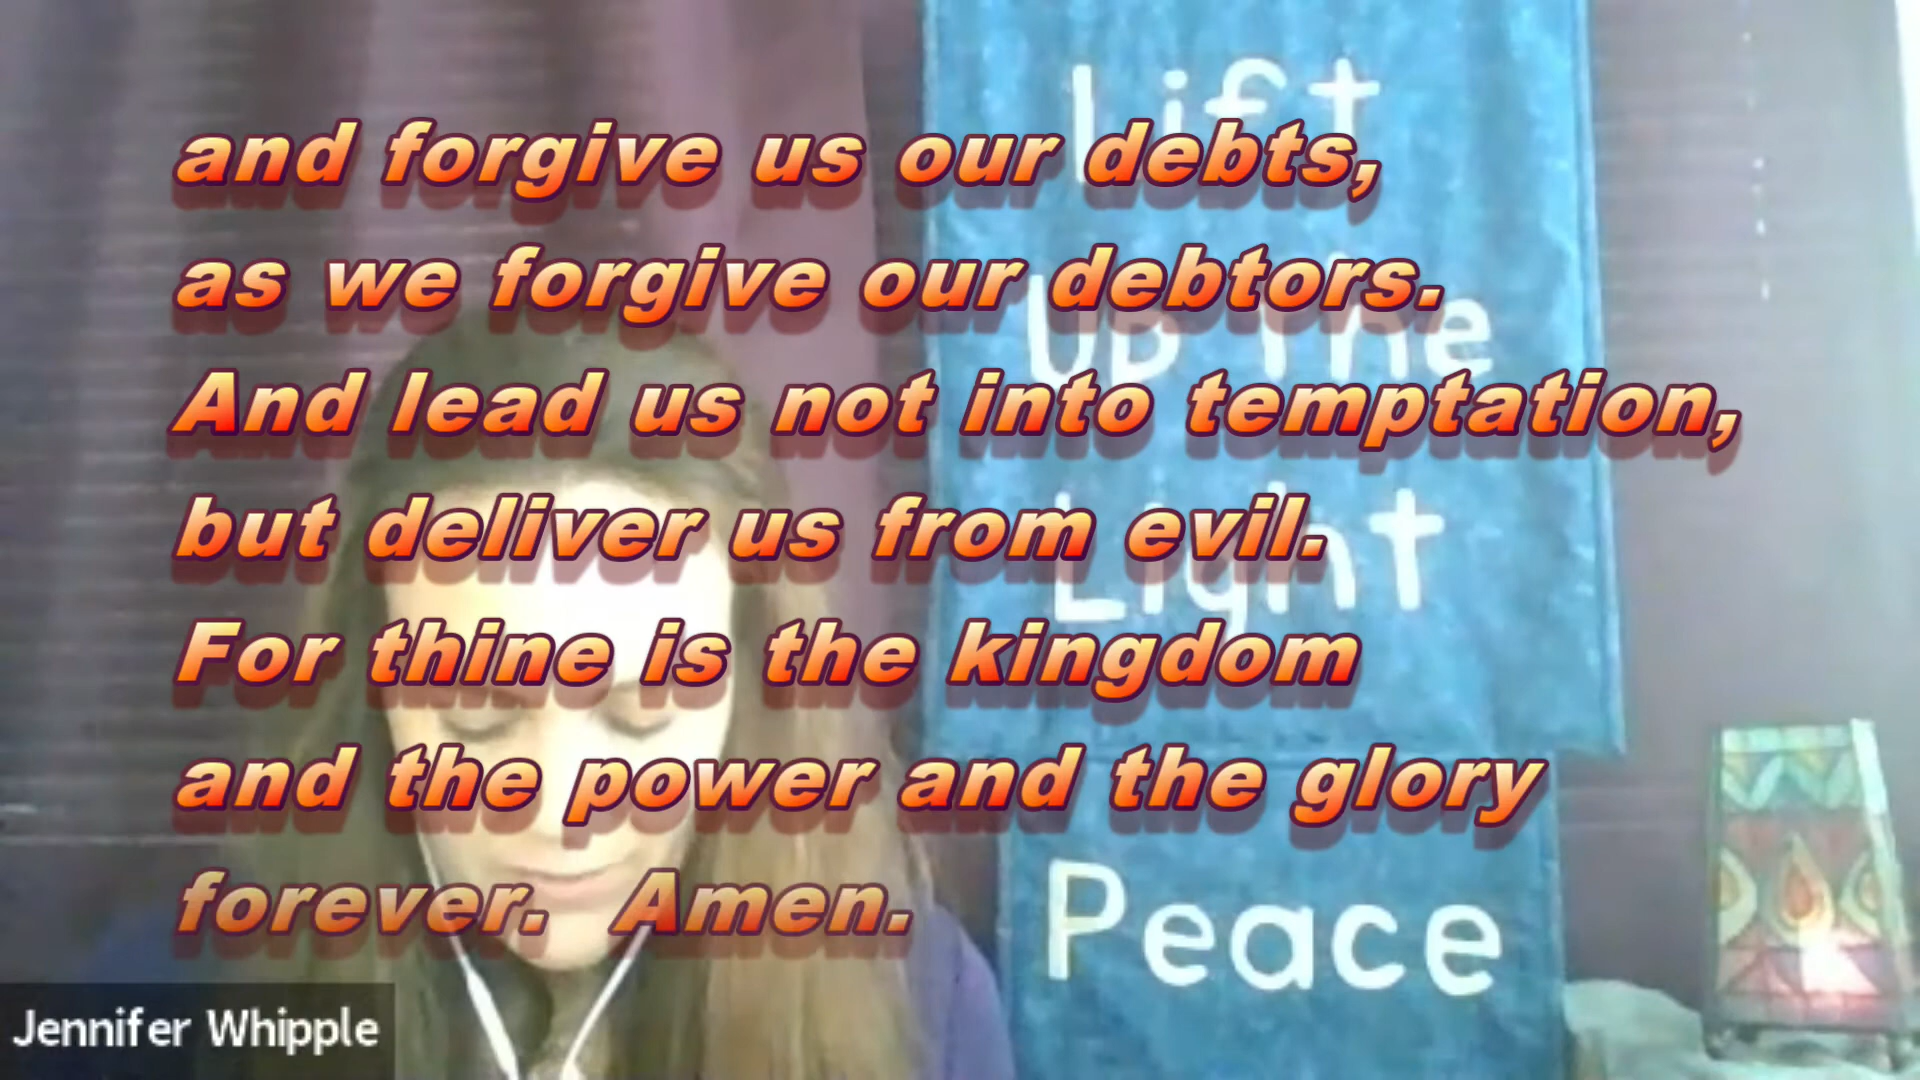 and forgive us our debts,
as we forgive our debtors.
And lead us not into temptation,
but deliver us from evil.
For thine is the kingdom
and the power and the glory
forever.  Amen.
Lift
Up The
Light
Peace
Jennifer Whipple